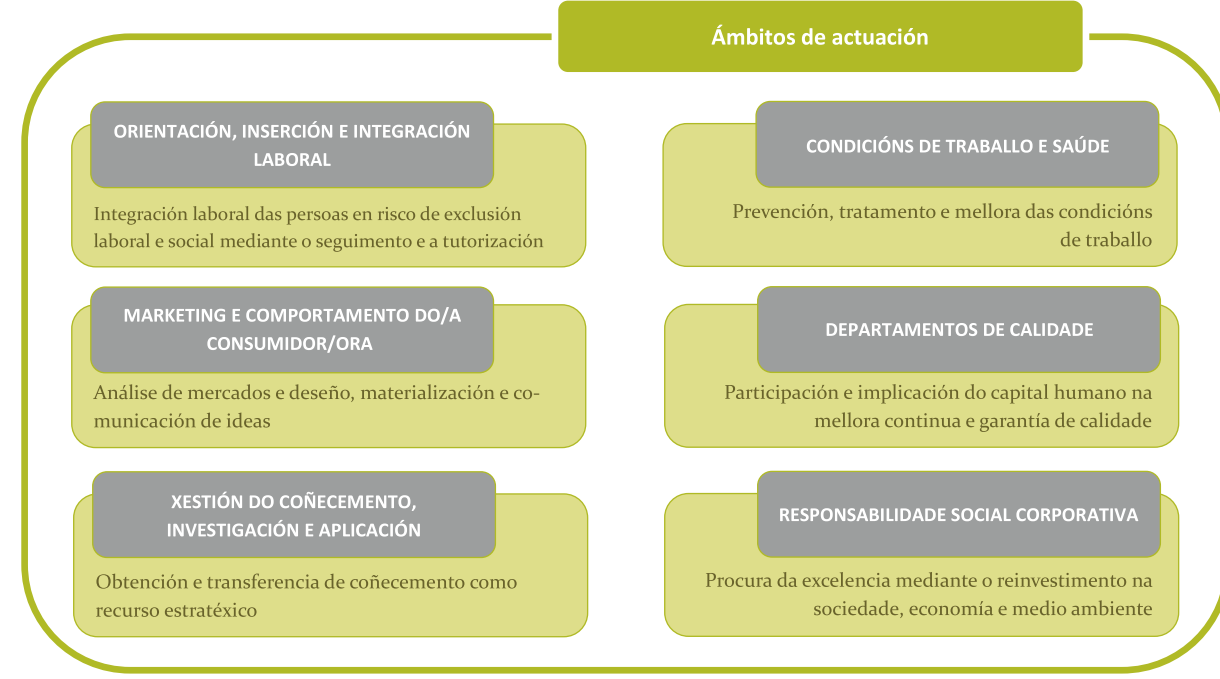 Ámbitos de actuación
ORIENTACIÓN, INSERCIÓN E INTEGRACIÓN
LABORAL
Integración laboral das persoas en risco de exclusión
laboral e social mediante o seguimento e a tutorización
CONDICIÓNS DE TRABALLO E SAÚDE
Prevención, tratamento e mellora das condicións
de traballo
MARKETING E COMPORTAMENTO DO/A
CONSUMIDOR/ORA
Análise de mercados e deseño, materialización e co-
municación de ideas
DEPARTAMENTOS DE CALIDADE
Participación e implicación do capital humano na
mellora continua e garantía de calidade
XESTIÓN DO COÑECEMENTO,
INVESTIGACIÓN E APLICACIÓN
Obtención e transferencia de coñecemento como
recurso estratéxico
RESPONSABILIDADE SOCIAL CORPORATIVA
Procura da excelencia mediante o reinvestimento na
sociedade, economía e medio ambiente